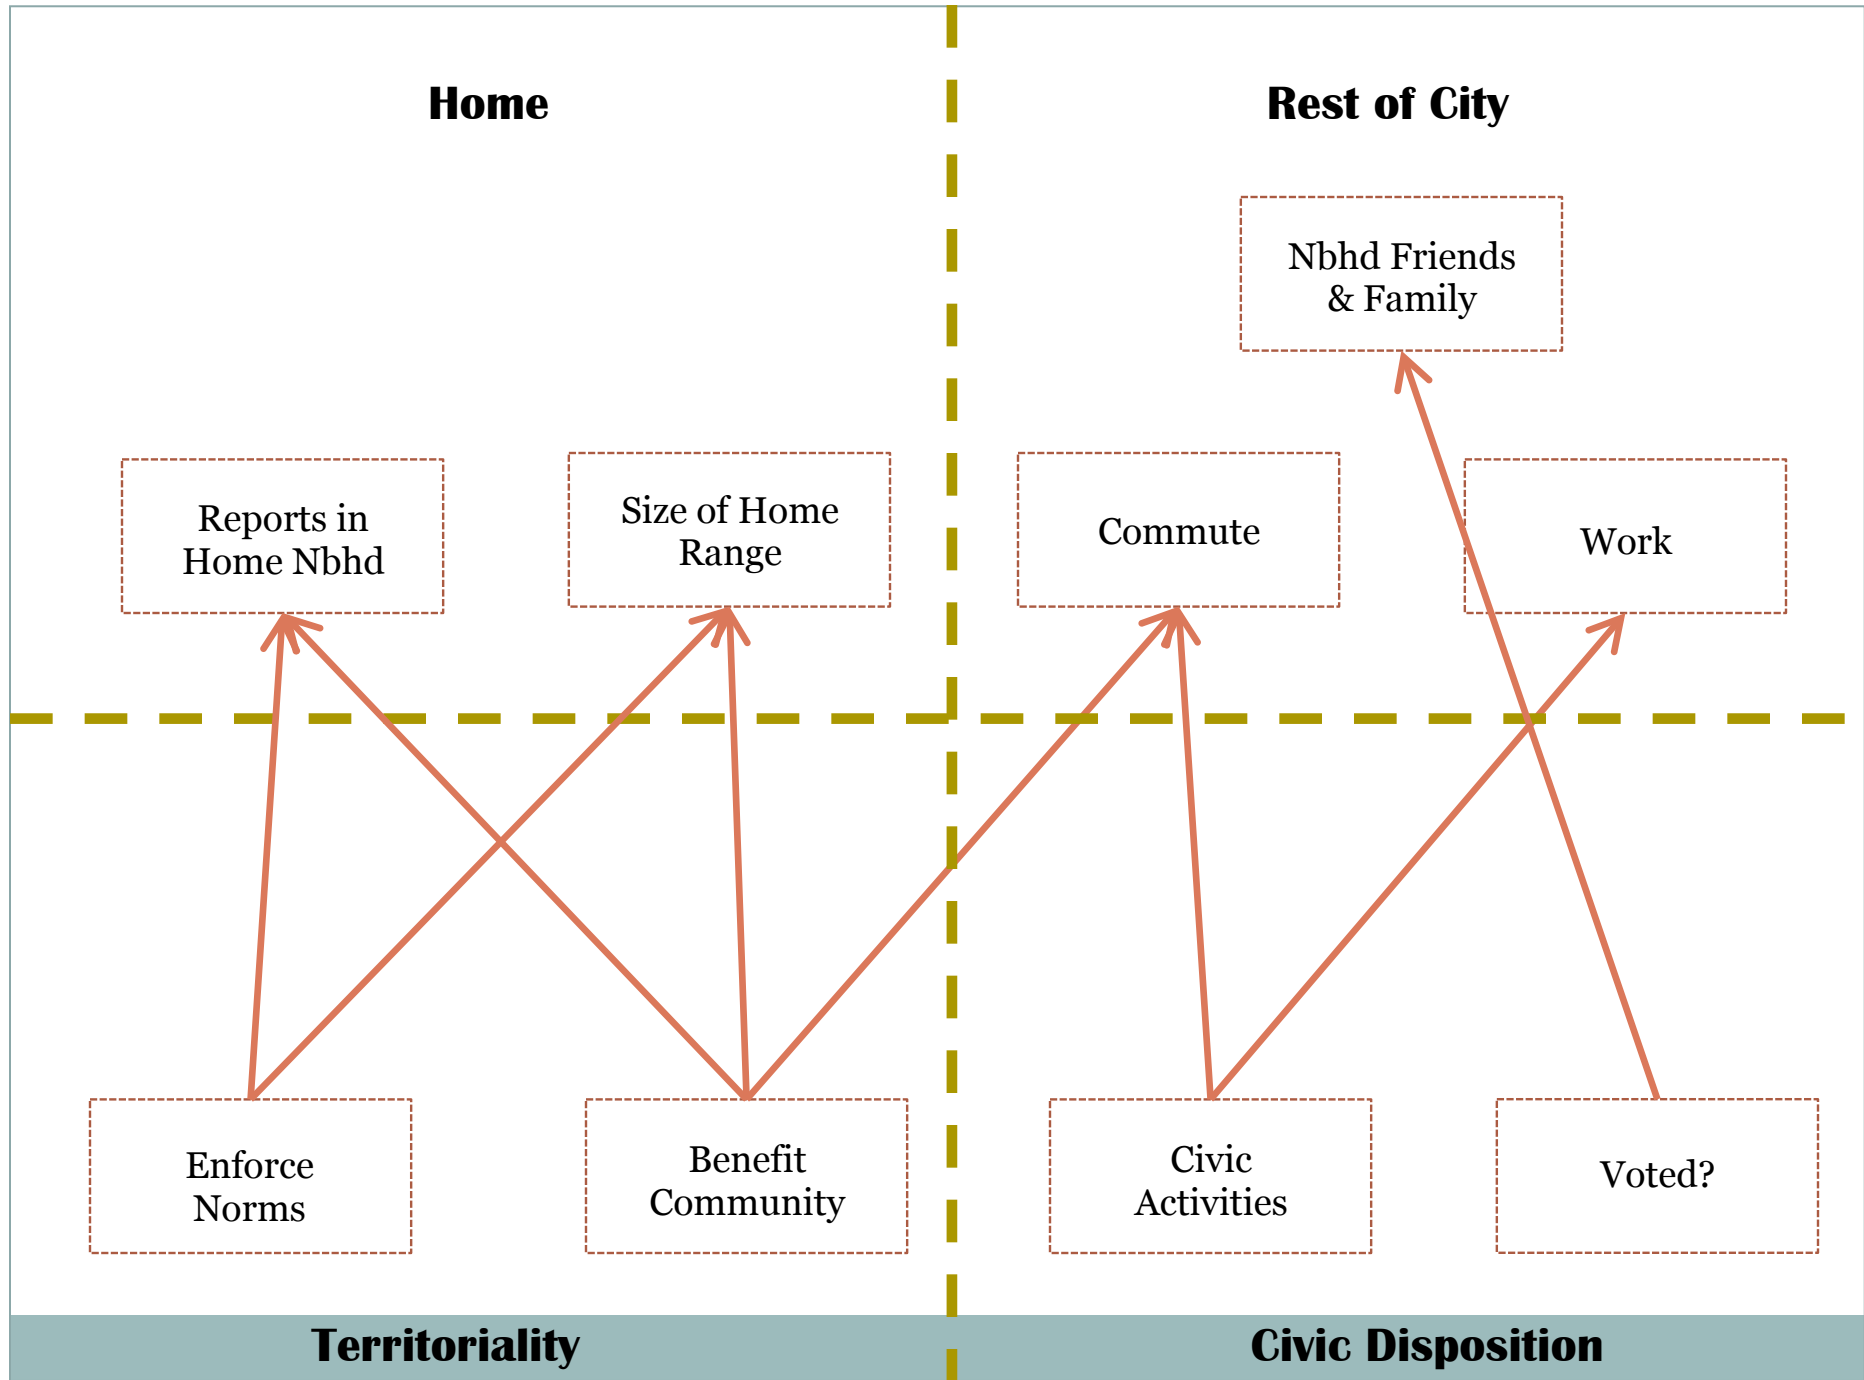 Home
Rest of City
Nbhd Friends
& Family
Reports in
Home Nbhd
Size of Home
Range
Commute
Work
Enforce
Norms
Benefit
Community
Civic
Activities
Voted?
Territoriality
Civic Disposition